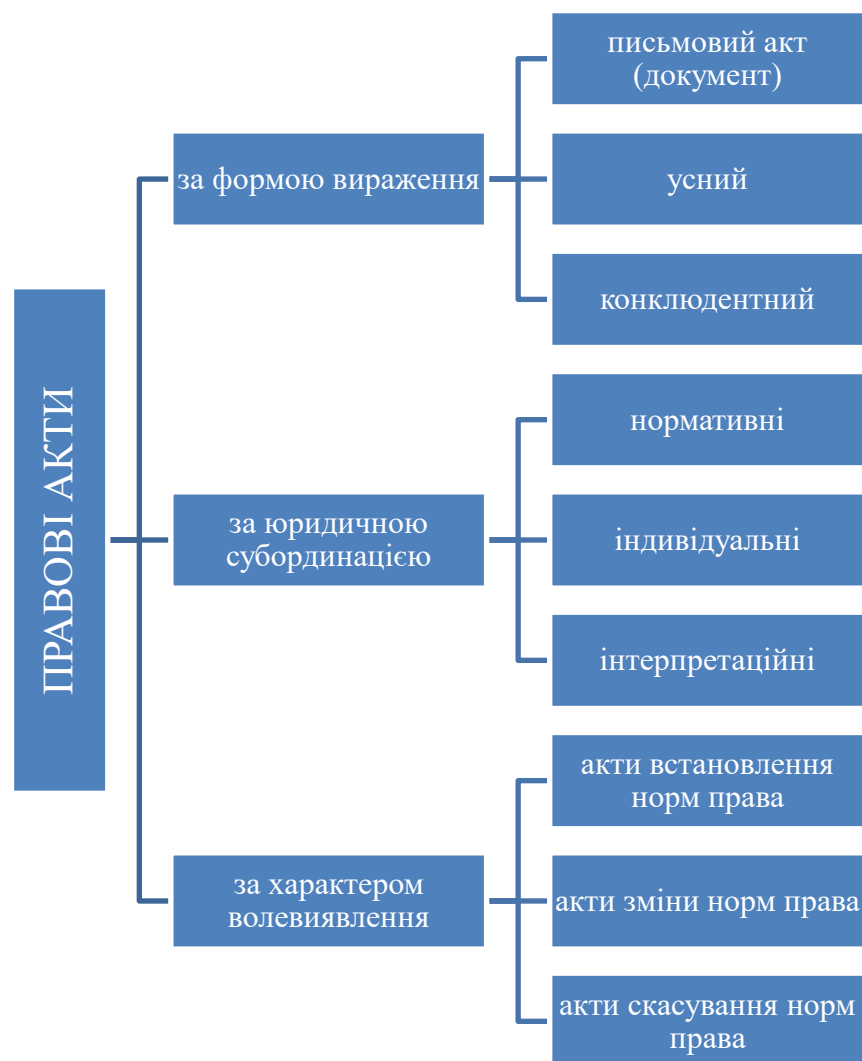 ПРАВОВІ АКТИ
за формою вираження
письмовий акт
(документ)
усний
конклюдентний
за юридичною
субординацією
нормативні
індивідуальні
інтерпретаційні
за характером
волевиявлення
акти встановлення
норм права
акти зміни норм права
акти скасування норм
права